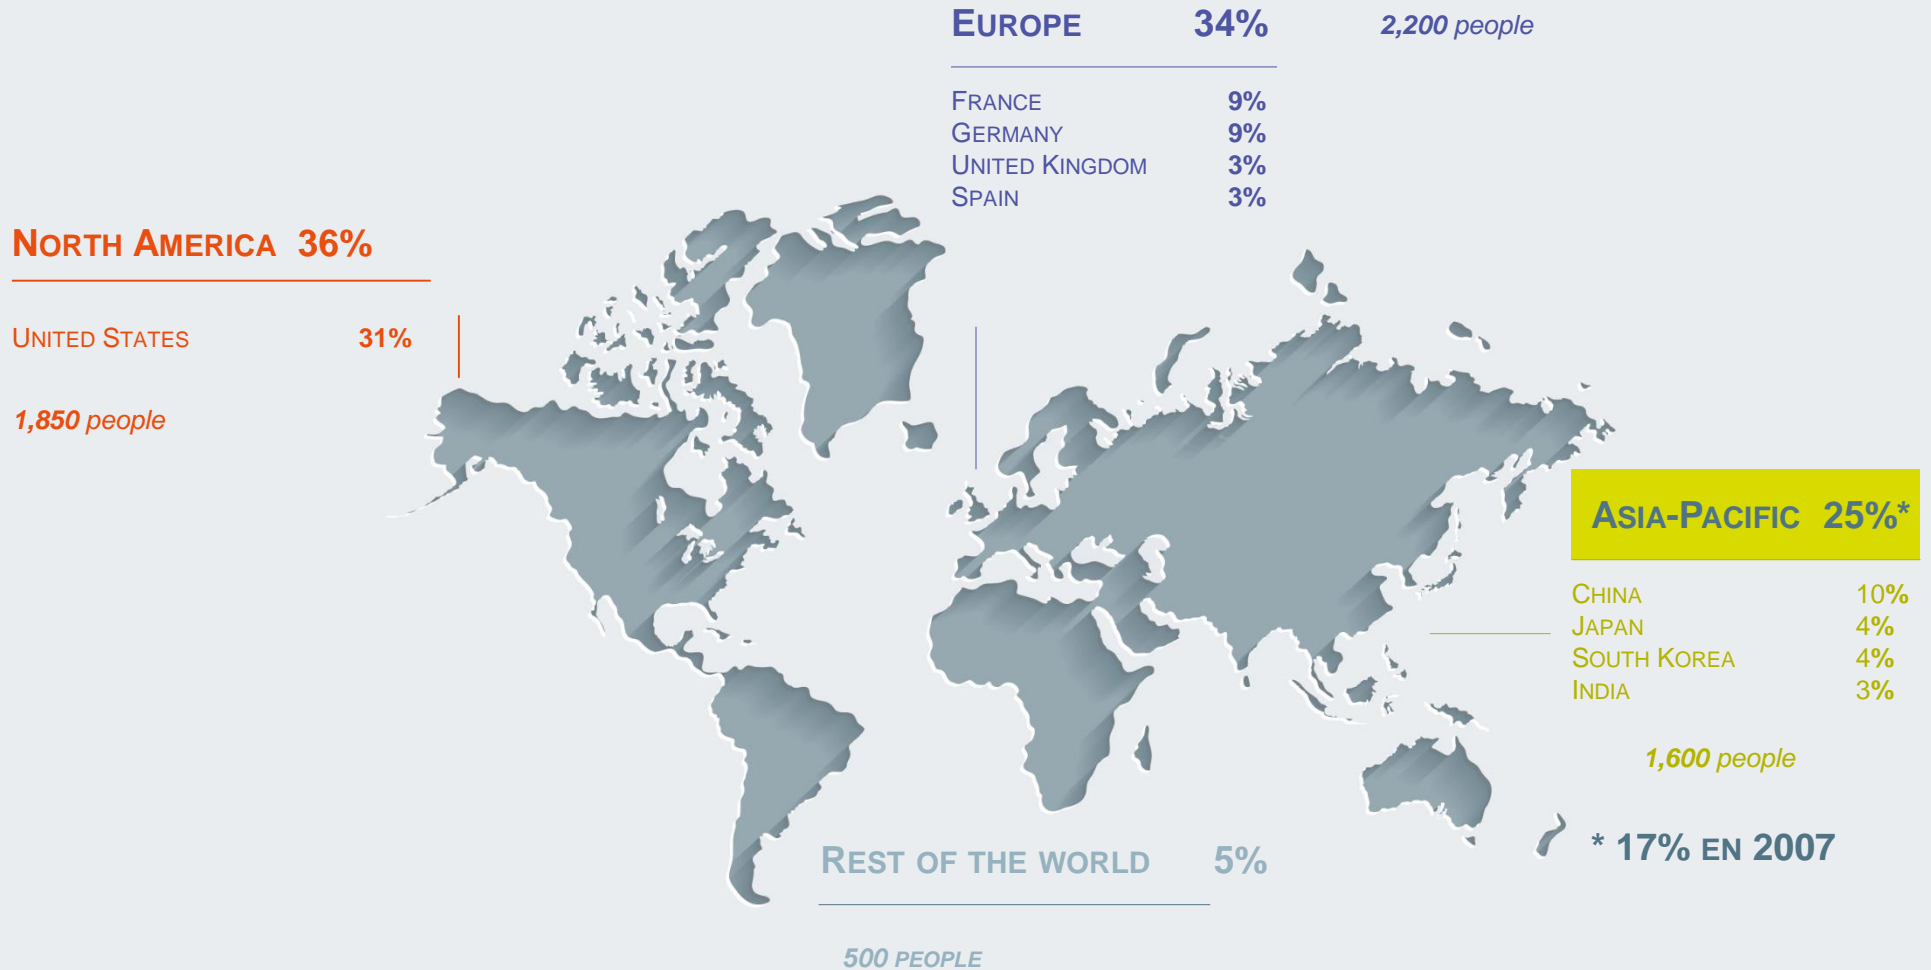 EUROPE 34% 2,200 people
FRANCE 9%
GERMANY 9%
UNITED KINGDOM 3%
SPAIN 3%
NORTH AMERICA 36%
UNITED STATES 31%
1,850 people
ASIA-PACIFIC 25%*
CHINA 10%
JAPAN 4%
SOUTH KOREA 4%
INDIA 3%
1,600 people
* 17% EN 2007
REST OF THE WORLD 5%
500 PEOPLE